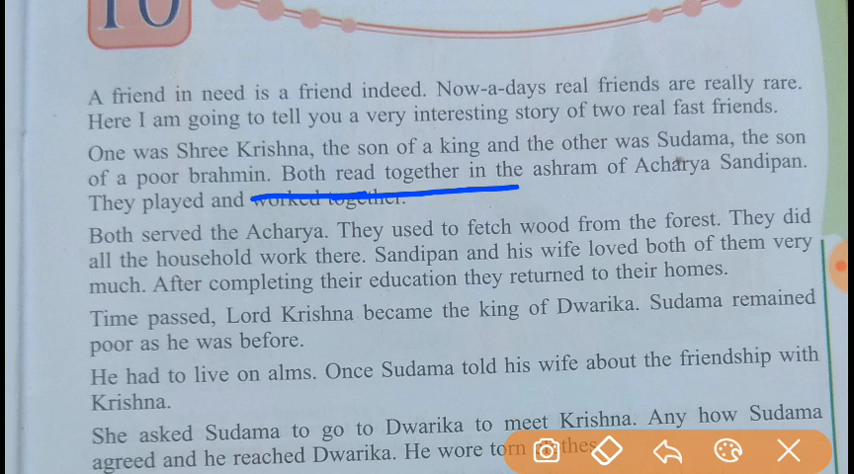 10
A friend in need is a friend indeed. Now-a-days real friends are really rare.
Here I am going to tell you a very interesting story of two real fast friends.
One was Shree Krishna, the son of a king and the other was Sudama, the son
of a poor brahmin. Both read together in the ashram of Acharya Sandipan.
They played and worked together.
Both served the Acharya. They used to fetch wood from the forest. They did
all the household work there. Sandipan and his wife loved both of them very
much. After completing their education they returned to their homes.
Time passed, Lord Krishna became the king of Dwarika. Sudama remained
poor as he was before.
He had to live on alms. Once Sudama told his wife about the friendship with
Krishna.
She asked Sudama to go to Dwarika to meet Krishna. Any how Sudama
agreed and he reached Dwarika. He wore torn